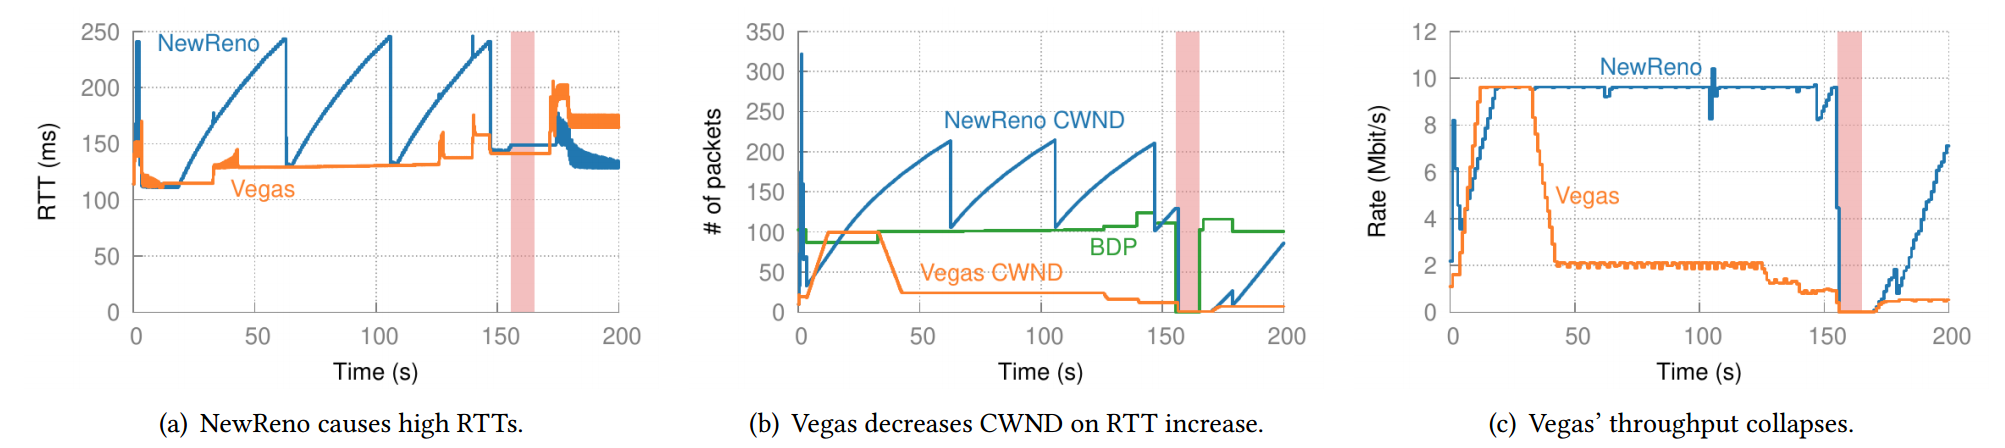 250
200
150
100
50
0
RTT (ms)
NewReno
Vegas
0 50 100 150 200
Time (s)
(a) NewReno causes high RTTs.
350
300
250
200
150
100
50
0
# of packets
NewReno CWND
BDP
Vegas CWND
0 50 100 150 200
Time (s)
(b) Vegas decreases CWND on RTT increase.
12
10
8
6
4
2
0
Rate (Mbit/s)
NewReno
Vegas
0 50 100 150 200
Time (s)
(c) Vegas’ throughput collapses.